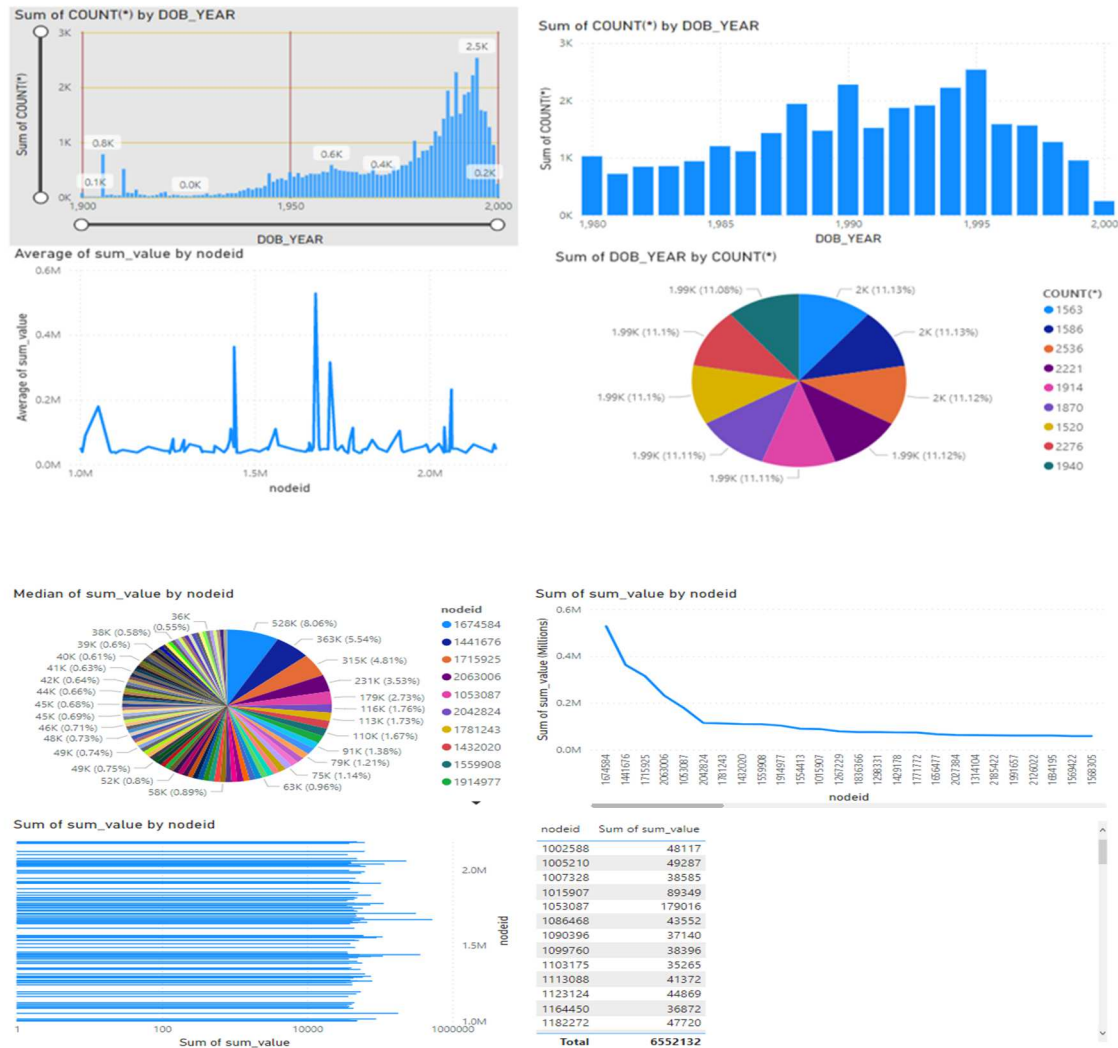 Sum of COUNT(*) by DOB_YEAR
3K
2K
1K
0K
Sum of COUNT(*)
0.1K
0.8K
0.0K
0.6K
0.4K
2.5K
0.2K
1,900
1,950
2,000
DOB_YEAR
Sum of COUNT(*) by DOB_YEAR
3K
2K
1K
0K
Sum of COUNT(*)
1,980
1,985
1,990
1,995
2,000
DOB_YEAR
Average of sum_value by nodeid
0.6M
0.4M
0.2M
0.0M
Average of sum_value
1.0M
1.5M
2.0M
nodeid
Sum of DOB_YEAR by COUNT(*)
1.99K (11.08%)
2K (11.13%)
1.99K (11.1%)
2K (11.13%)
1.99K (11.1%)
2K (11.12%)
1.99K (11.11%)
1.99K (11.12%)
1.99K (11.11%)
COUNT(*)
1563
1586
2536
2221
1914
1870
1520
2276
1940
Median of sum_value by nodeid
36K
(0.55%)
38K (0.58%)
39K (0.6%)
40K (0.61%)
41K (0.63%)
42K (0.64%)
44K (0.66%)
45K (0.68%)
45K (0.69%)
46K (0.71%)
48K (0.73%)
49K (0.74%)
49K (0.75%)
52K (0.8%)
58K (0.89%)
528K (8.06%)
363K (5.54%)
315K (4.81%)
231K (3.53%)
179K (2.73%)
116K (1.76%)
113K (1.73%)
110K (1.67%)
91K (1.38%)
79K (1.21%)
75K (1.14%)
63K (0.96%)
nodeid
1674584
1441676
1715925
2063006
1053087
2042824
1781243
1432020
1559908
1914977
Sum of sum_value by nodeid
0.6M
0.4M
0.2M
0.0M
Sum of sum_value (Millions)
1674584
1441676
1715925
2063006
1053087
2042824
1781243
1432020
1559908
1914977
1554413
1015907
1267229
1836366
1298331
1429178
1771772
1656477
2027384
1314104
2185422
1991657
2126022
1884195
1569422
1568305
nodeid
Sum of sum_value by nodeid
2.0M
1.5M
1.0M
nodeid
1
100
10000
1000000
Sum of sum_value
nodeid Sum of sum_value
1002588 48117
1005210 49287
1007328 38585
1015907 89349
1053087 179016
1086468 43552
1090396 37140
1099760 38396
1103175 35265
1113088 41372
1123124 44869
1164450 36872
1182272 47720
Total 6552132